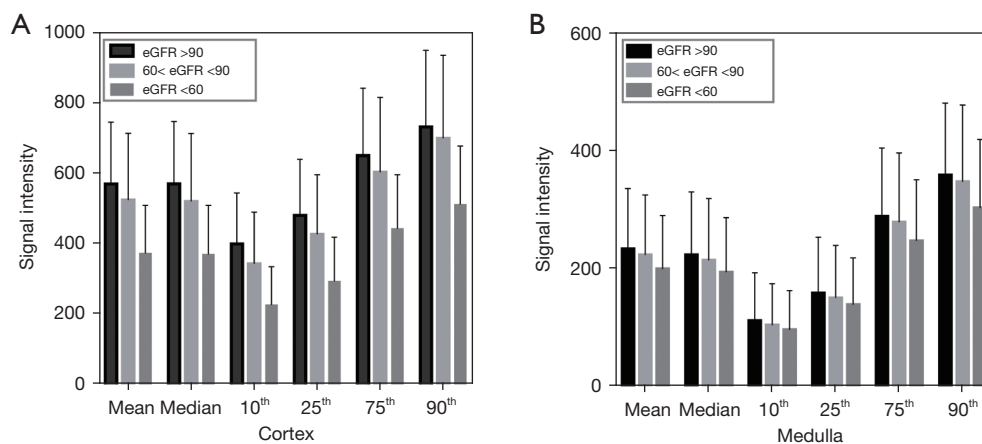 A
Signal intensity
1000
800
600
400
200
0
eGFR >90
60< eGFR <90
eGFR <60
Mean Median 10th 25th 75th 90th
Cortex
B
Signal intensity
600
400
200
0
eGFR >90
60< eGFR <90
eGFR <60
Mean Median 10th 25th 75th 90th
Medulla